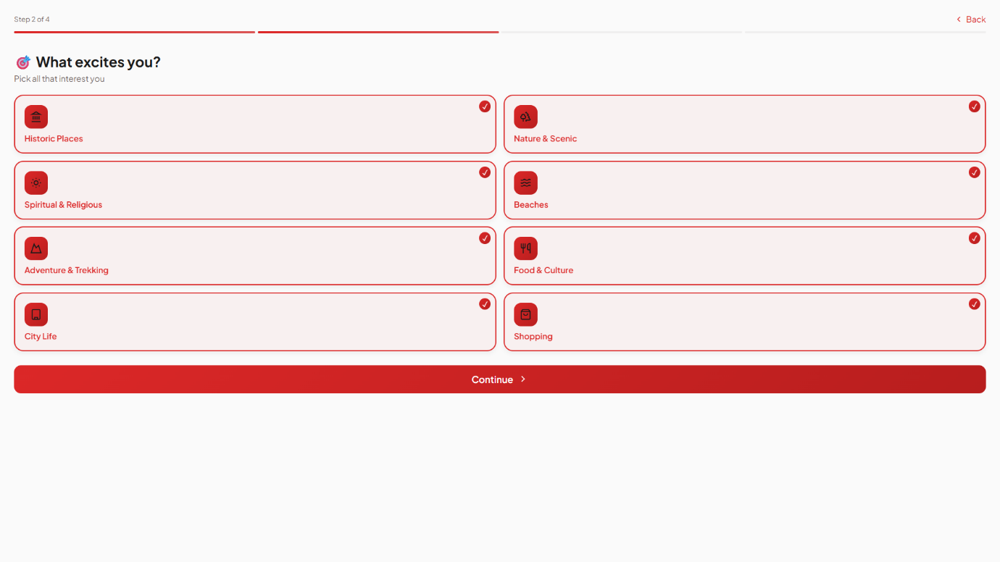 Step 2 of 4
Back
🎯 What excites you?
Pick all that interest you
Historic Places
Nature & Scenic
Spiritual & Religious
Beaches
Adventure & Trekking
Food & Culture
City Life
Shopping
Continue